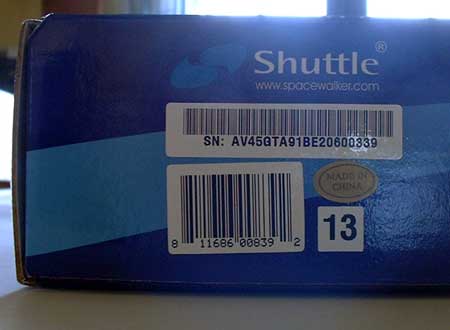 Shuttle®
www.spacewalker.com
SN: AV45GTA91BE20600339
MADE IN
CHINA
8 11686 00839 2
13